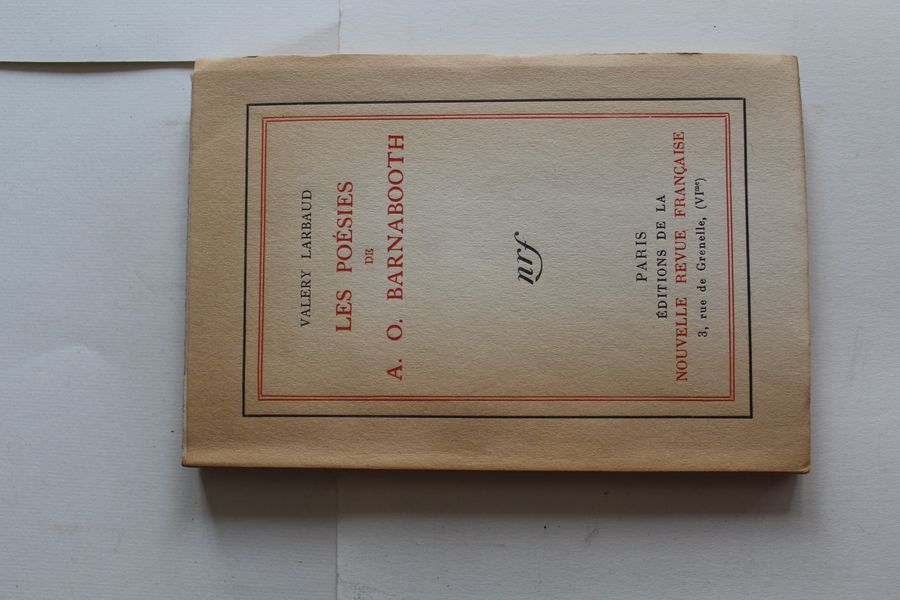 VALERY LARBAUD
LES POÉSIES
DE
A. O. BARNABOOTH
nrf
PARIS
ÉDITIONS DE LA
NOUVELLE REVUE FRANÇAISE
3, rue de Grenelle, (VIme)